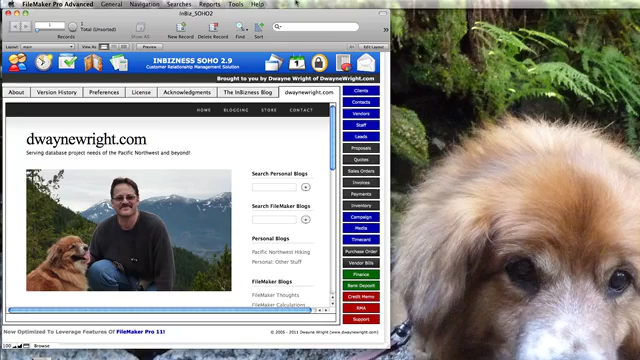 FileMaker Pro Advanced General Navigation Searches Reports Tools Help
InBiz_SOHO2
1
Total (Unsorted)
Records
Show All
New Record
Delete Record
Find
Sort
Layout:
View As:
Preview
Edit Layout
INBIZNESS SOHO 2.9
Customer Relationship Management Solution
Brought to you by Dwayne Wright of DwayneWright.com
About
Version History
Preferences
License
Acknowledgments
The InBizness Blog
dwaynewright.com
HOME BLOGGING STORE CONTACT
dwaynewright.com
Serving database project needs of the Pacific Northwest and beyond!
Search Personal Blogs
Search FileMaker Blogs
Personal Blogs
Pacific Northwest Hiking
Personal: Other Stuff
FileMaker Blogs
FileMaker Thoughts
FileMaker Calculations
Clients
Contacts
Vendors
Staff
Leads
Proposals
Quotes
Sales Orders
Invoices
Payments
Inventory
Campaign
Media
Timecard
Purchase Order
Vendor Bills
Finance
Bank Deposit
Credit Memo
RMA
Support
Now Optimized To Leverage Features Of FileMaker Pro 11!
© 2005 - 2011 Dwayne Wright (www.dwaynewright.com)
100
Browse